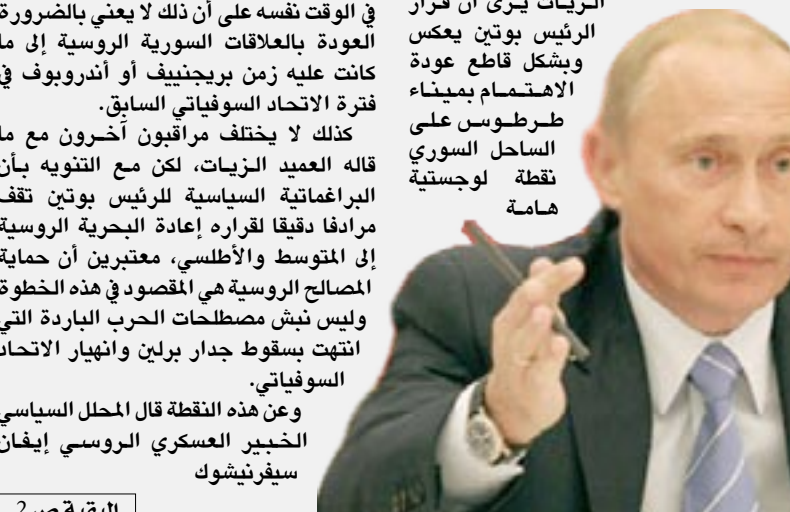 الزيات يرى أن قرار
الرئيس بوتين يعكس
وبشكل قاطع عودة
الاهتمام بميناء
طرطوس على
الساحل السوري
نقطة لوجستية
هامة
في الوقت نفسه على أن ذلك لا يعني بالضرورة
العودة بالعلاقات السورية الروسية إلى ما
كانت عليه زمن بريجنييف أو أندروبوف في
فترة الاتحاد السوفياتي السابق.
كذلك لا يختلف مراقبون آخرون مع ما
قاله العميد الزيات، لكن مع التنويه بأن
البراغماتية السياسية للرئيس بوتين تقف
مرادفا دقيقا لقراره إعادة البحرية الروسية
إلى المتوسط والأطلسي، معتبرين أن حماية
المصالح الروسية هي المقصود في هذه الخطوة
وليس نبش مصطلحات الحرب الباردة التي
انتهت بسقوط جدار برلين وانهيار الاتحاد
السوفياتي.
وعن هذه النقطة قال المحلل السياسي
الخبير العسكري الروسي إيفان
سيفرنيشوك
البقية ص 2